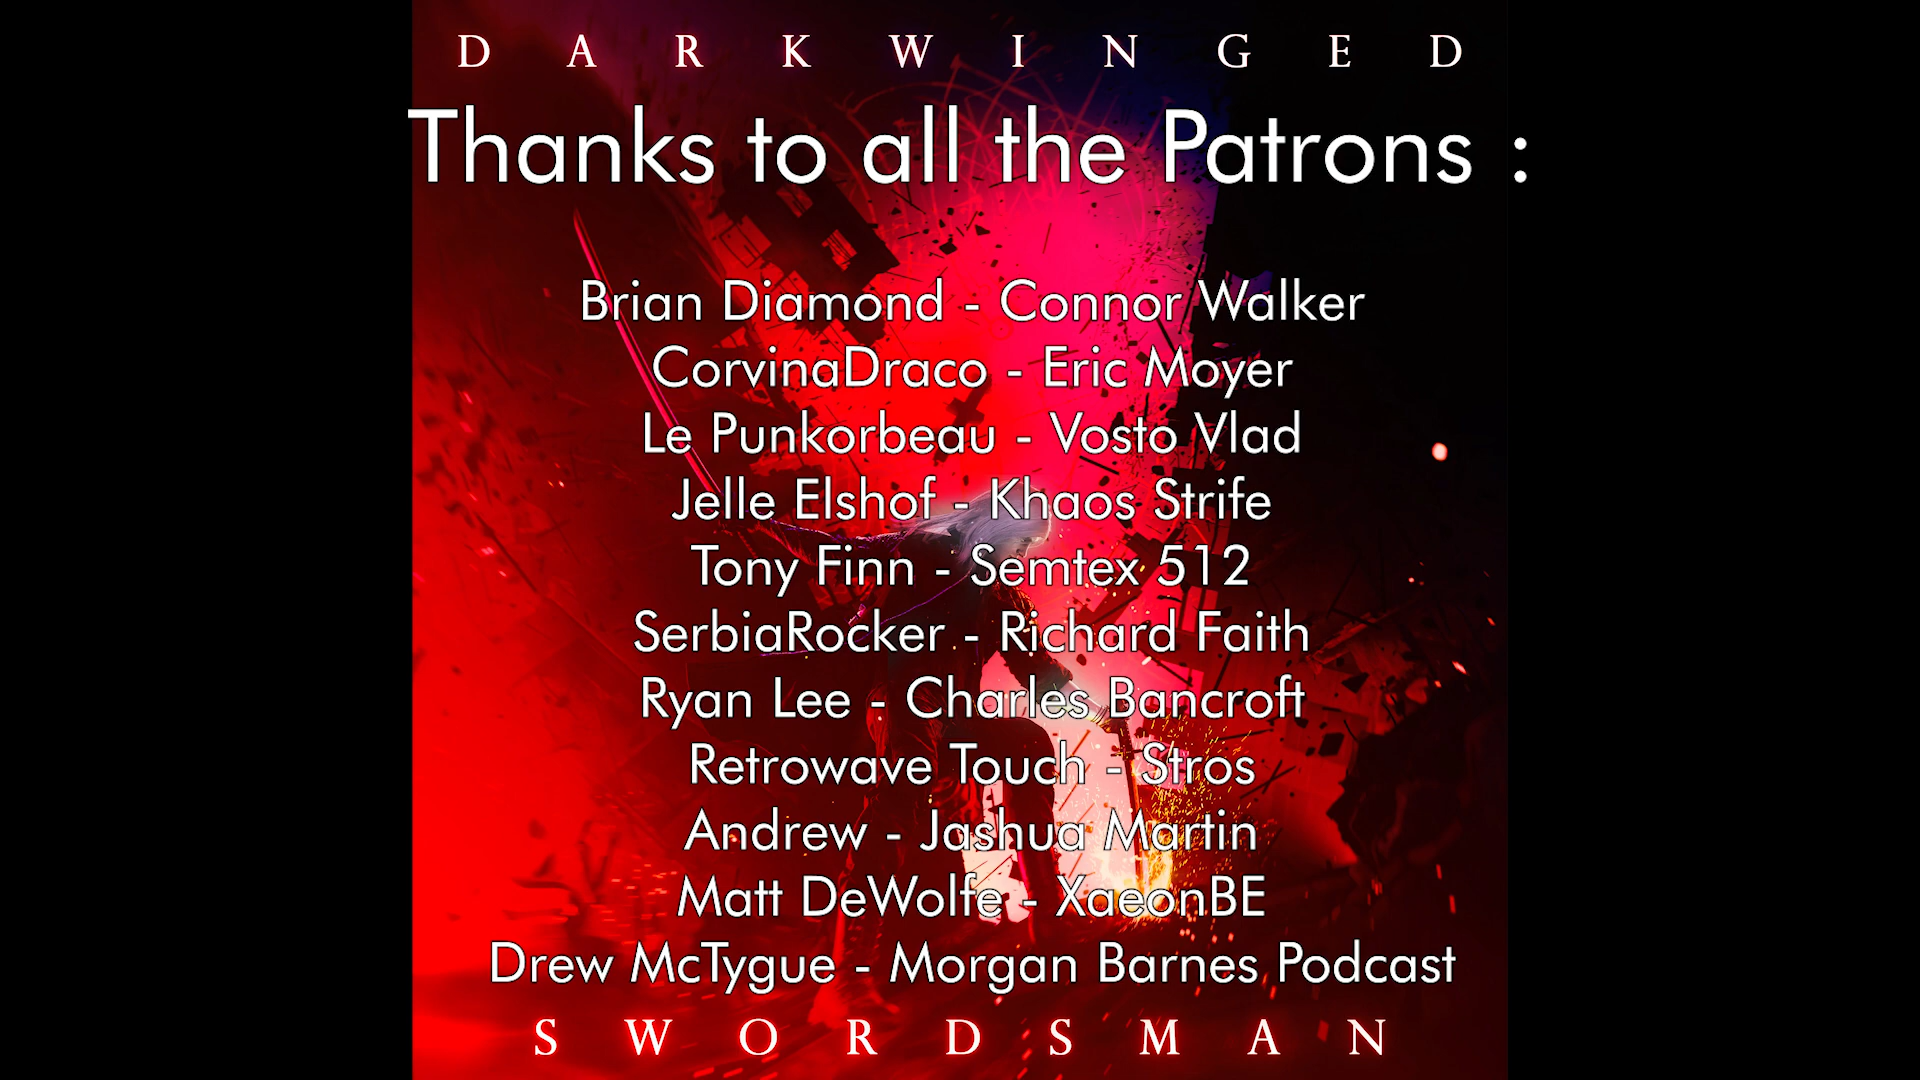 DARKWINGED
Thanks to all the Patrons :
Brian Diamond - Connor Walker
CorvinaDraco - Eric Moyer
Le Punkorbeau - Vosto Vlad
Jelle Elshof - Khaos Strife
Tony Finn - Semtex 512
SerbiaRocker - Richard Faith
Ryan Lee - Charles Bancroft
Retrowave Touch - Stros
Andrew - Jashua Martin
Matt DeWolfe - XaeonBE
Drew McTygue - Morgan Barnes Podcast
SWORDSMAN